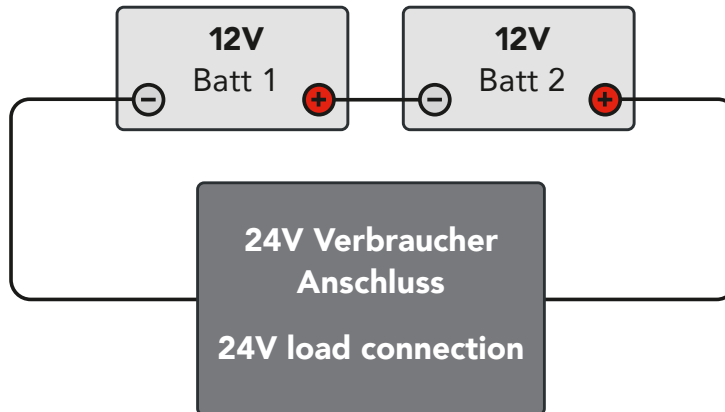 12V
Batt 1
12V
Batt 2
− + − +
24V Verbraucher
Anschluss
24V load connection